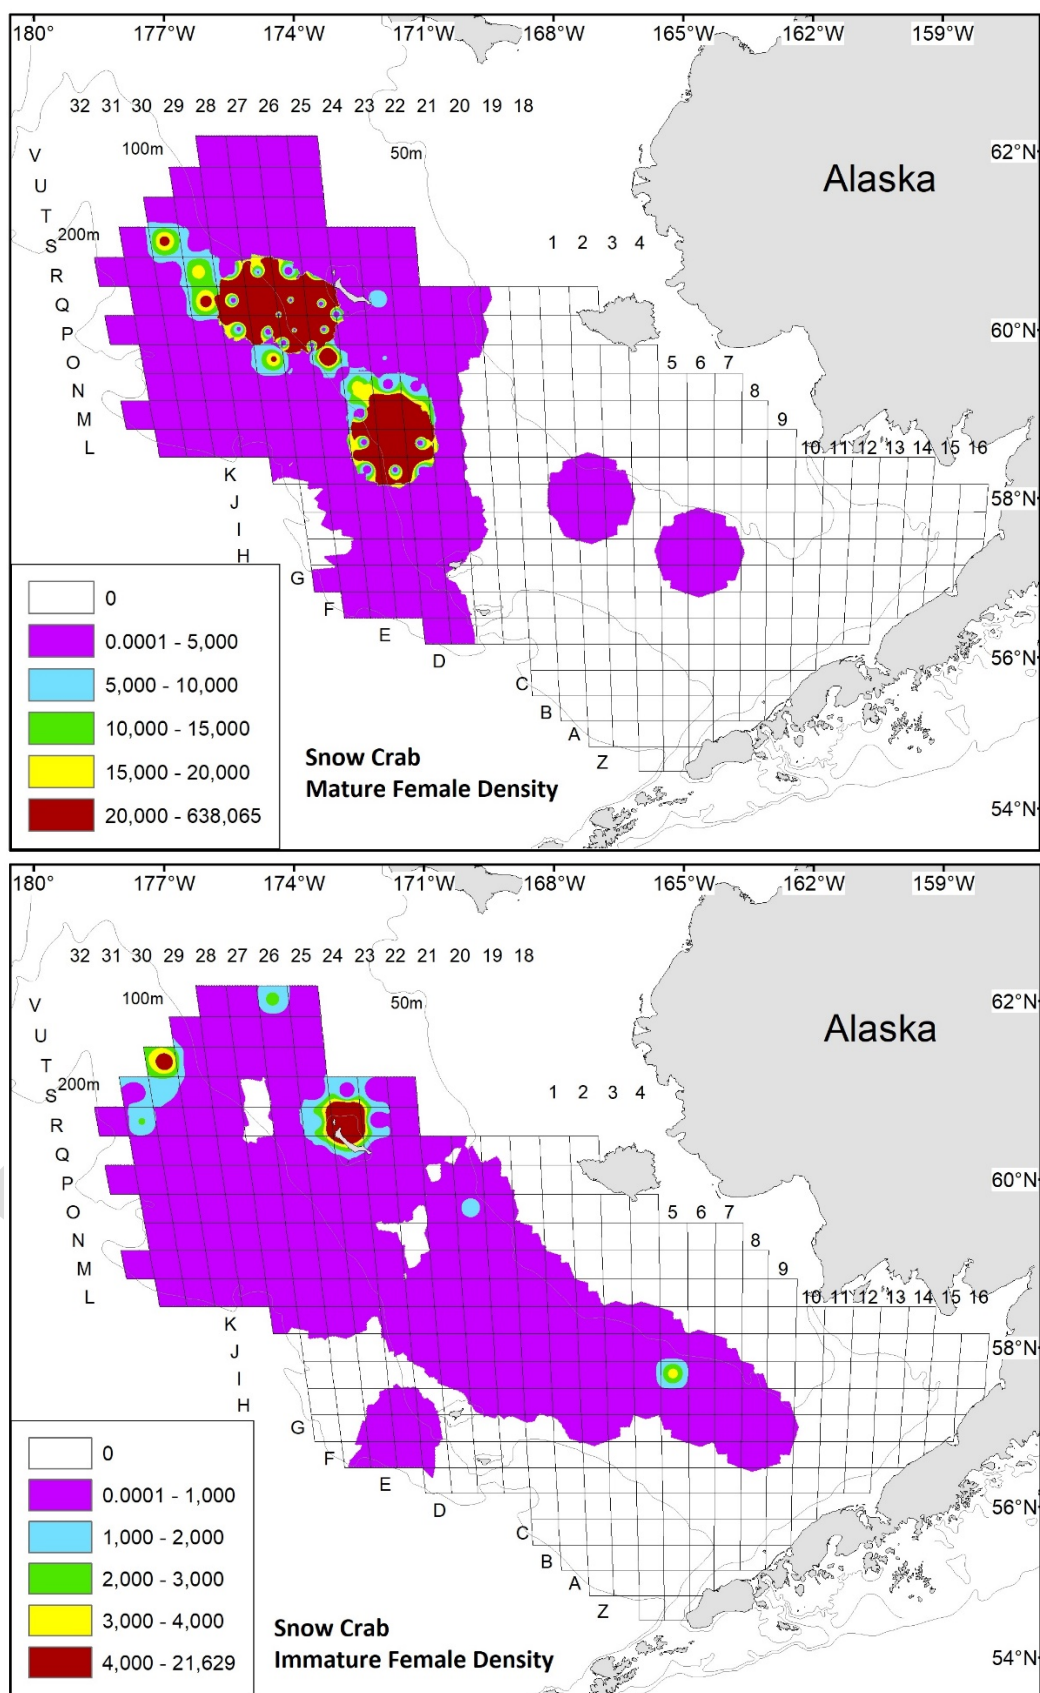 180° 177°W 174°W 171°W 168°W 165°W 162°W 159°W
32 31 30 29 28 27 26 25 24 23 22 21 20 19 18
100m
50m
V
62°N
U
Alaska
T
200m
S
1 2 3 4
R
Q
60°N
P
O
5 6 7
N
8
M
9
L
10 11 12 13 14 15 16
K
J
58°N
I
H
G
F
E
D
56°N
C
B
A
Z
54°N
0
0.0001 - 5,000
5,000 - 10,000
10,000 - 15,000
15,000 - 20,000
20,000 - 638,065
Snow Crab
Mature Female Density
180° 177°W 174°W 171°W 168°W 165°W 162°W 159°W
32 31 30 29 28 27 26 25 24 23 22 21 20 19 18
100m
50m
V
62°N
U
Alaska
T
200m
S
1 2 3 4
R
Q
60°N
P
O
5 6 7
N
8
M
9
L
10 11 12 13 14 15 16
K
J
58°N
I
H
G
F
E
D
56°N
C
B
A
Z
54°N
0
0.0001 - 1,000
1,000 - 2,000
2,000 - 3,000
3,000 - 4,000
4,000 - 21,629
Snow Crab
Immature Female Density